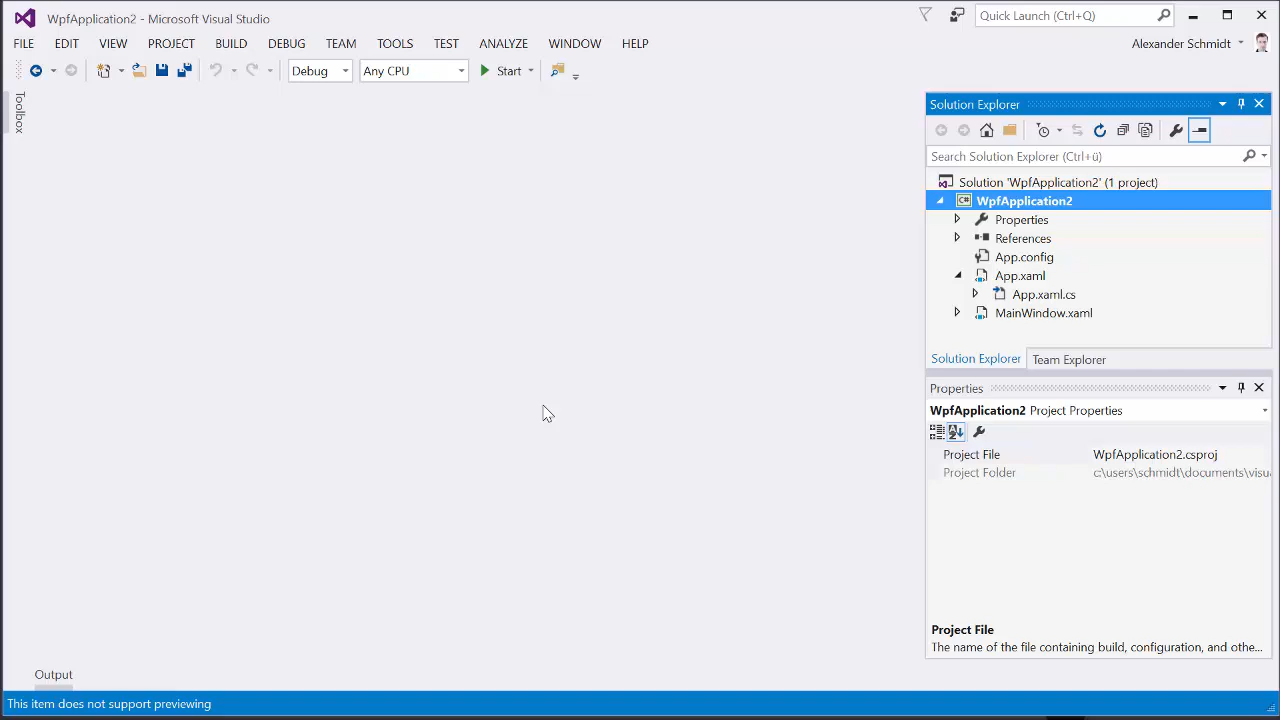 WpfApplication2 - Microsoft Visual Studio
Quick Launch (Ctrl+Q)
FILE EDIT VIEW PROJECT BUILD DEBUG TEAM TOOLS TEST ANALYZE WINDOW HELP
Alexander Schmidt
Debug Any CPU Start
Toolbox
Solution Explorer
Search Solution Explorer (Ctrl+ü)
Solution 'WpfApplication2' (1 project)
C# WpfApplication2
Properties
References
App.config
App.xaml
App.xaml.cs
MainWindow.xaml
Solution Explorer Team Explorer
Properties
WpfApplication2 Project Properties
Project File WpfApplication2.csproj
Project Folder c:\users\schmidt\documents\visu
Project File
The name of the file containing build, configuration, and othe...
Output
This item does not support previewing